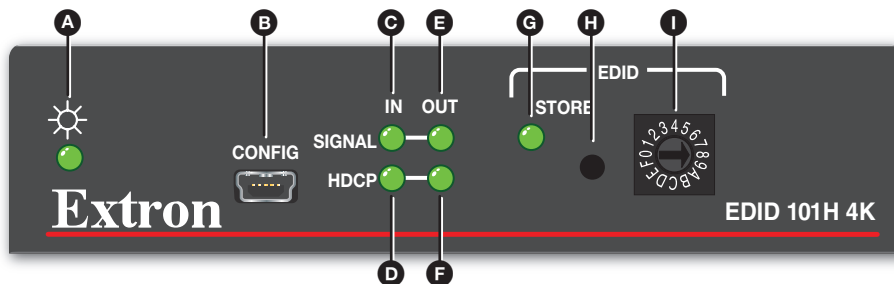 A
B
C
E
G
H
I
EDID
IN OUT
STORE
SIGNAL
CONFIG
HDCP
0123456789ABCDEF
Extron
EDID 101H 4K
D
F